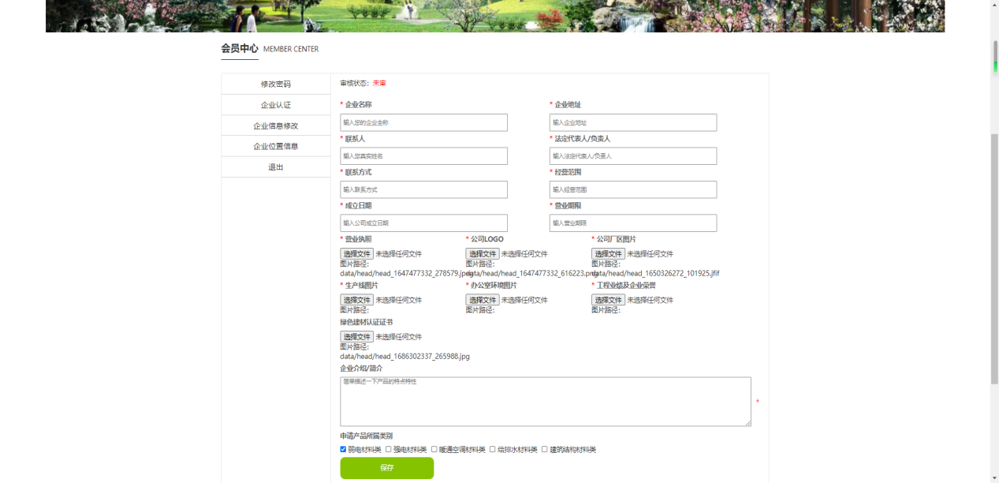 会员中心 MEMBER CENTER
修改密码
企业认证
企业信息修改
企业位置信息
退出
审核状态：未审
* 企业名称 * 企业地址
输入您的企业全称 输入企业地址
* 联系人 * 法定代表人/负责人
输入您真实姓名 输入法定代表人/负责人
* 联系方式 * 经营范围
输入联系方式 输入经营范围
* 成立日期 * 营业期限
输入公司成立日期 输入营业期限
* 营业执照 * 公司LOGO * 公司厂区图片
选择文件 未选择任何文件 选择文件 未选择任何文件 选择文件 未选择任何文件
图片路径： 图片路径： 图片路径：
data/head/head_1647477332_278579.jpeg data/head/head_1647477332_616223.png data/head/head_1650326272_101925.jfif
* 生产线图片 * 办公室环境图片 * 工程业绩及企业荣誉
选择文件 未选择任何文件 选择文件 未选择任何文件 选择文件 未选择任何文件
图片路径： 图片路径： 图片路径：
绿色建材认证证书
选择文件 未选择任何文件
图片路径：
data/head/head_1686302337_265988.jpg
企业介绍/简介
简单描述一下产品的特点特性
*
申请产品所属类别
弱电材料类 强电材料类 暖通空调材料类 给排水材料类 建筑结构材料类
保存